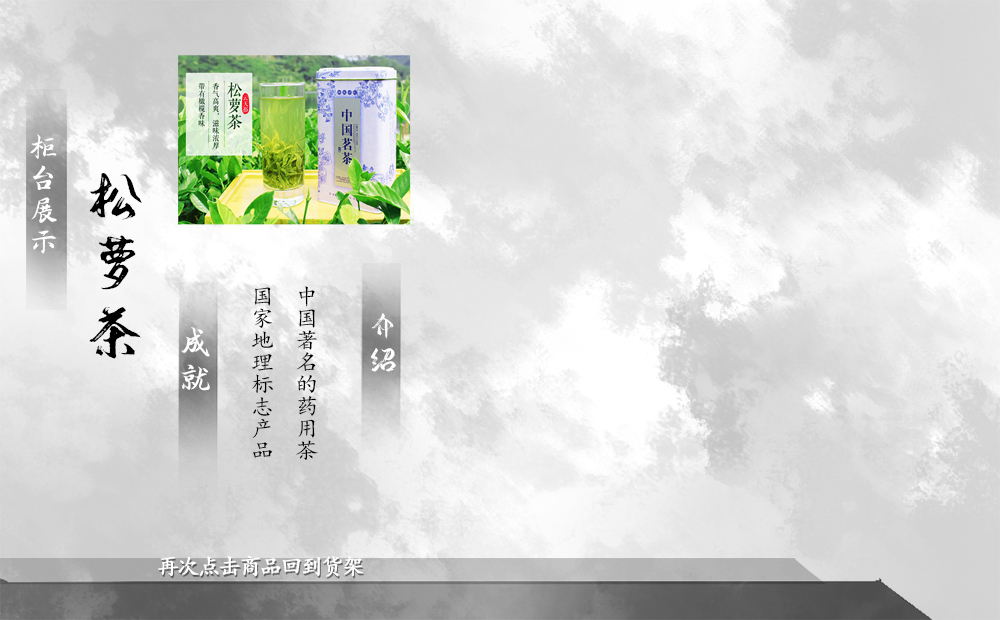 柜台展示
松萝茶
松萝茶
香气高爽，滋味浓厚
带有橄榄香味
中国茗茶
介绍
中国著名的药用茶
国家地理标志产品
成就
再次点击商品回到货架